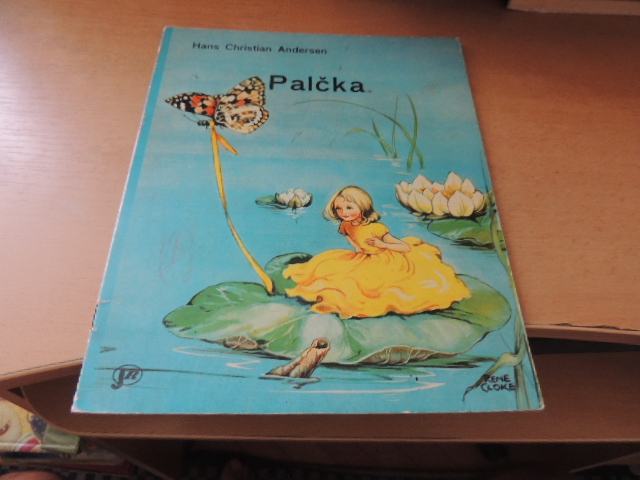 Hans Christian Andersen
Palčka
RENE
CLOKE